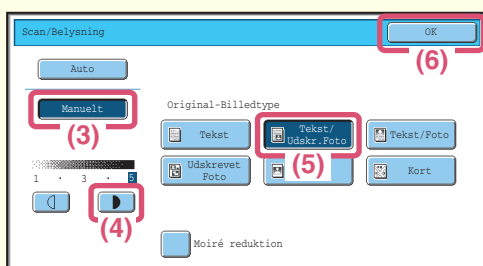 Scan/Belysning
OK
(6)
Auto
Manuelt
(3)
Original-Billedtype
Tekst
Tekst/
Udskr.Foto
Tekst/Foto
(5)
Udskrevet
Foto
Kort
1 · 3 · 5
(4)
Moiré reduktion